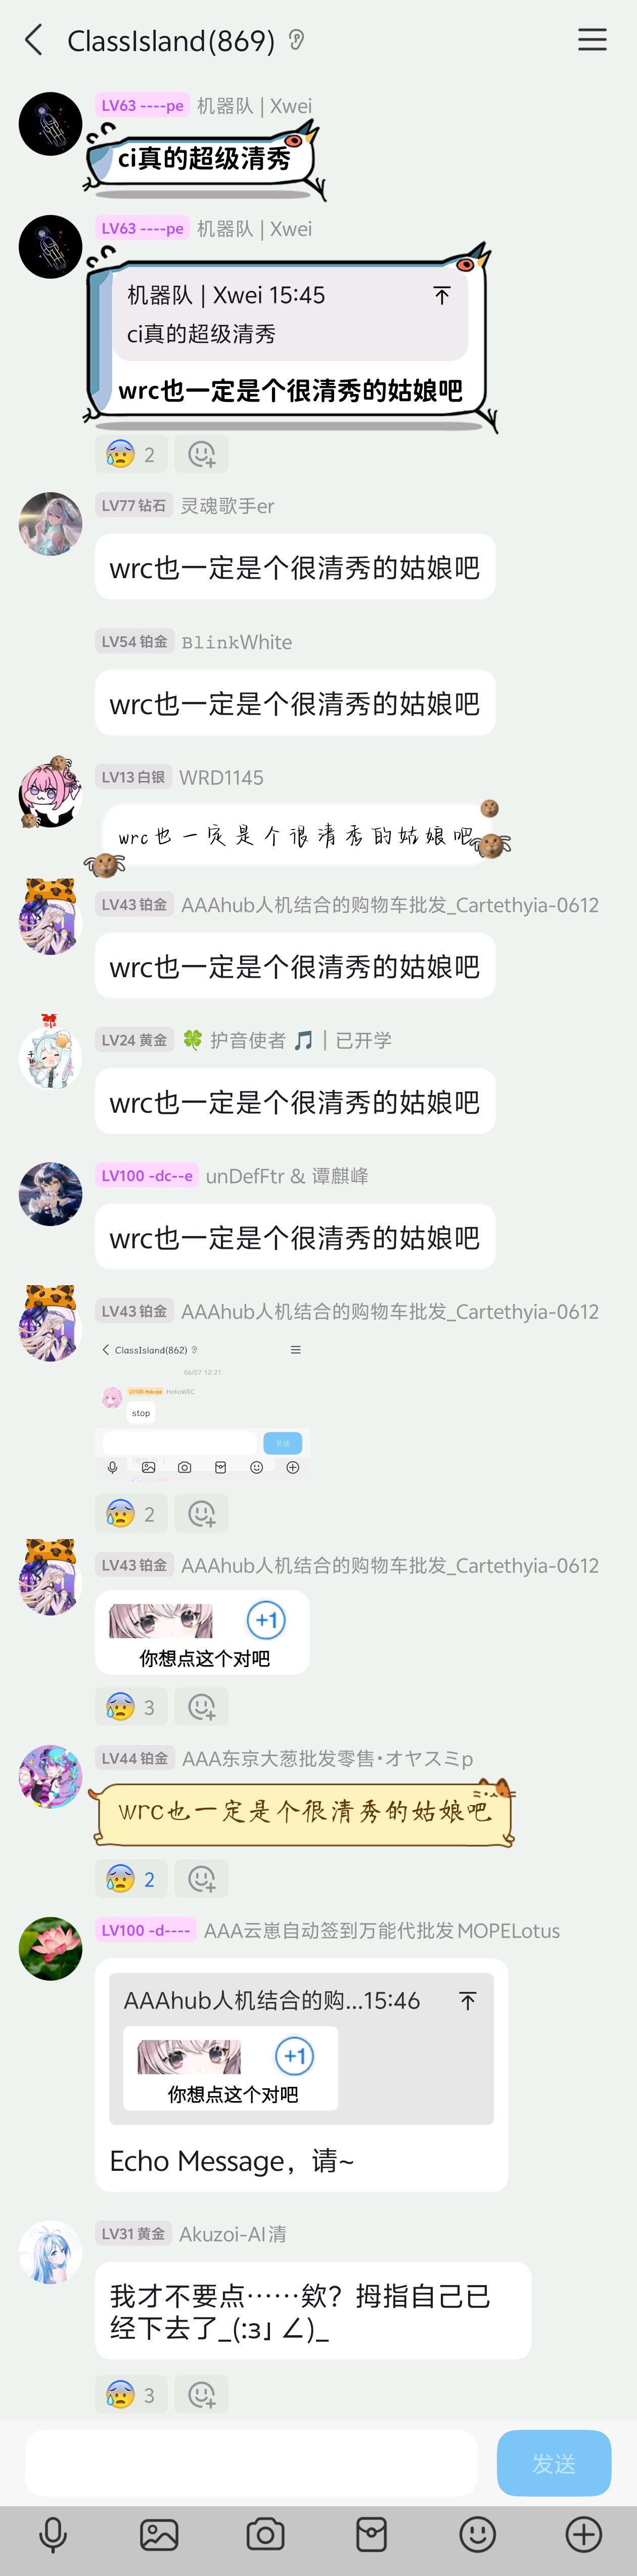 ClassIsland(869)
LV63 ----pe 机器队 | Xwei
ci真的超级清秀
LV63 ----pe 机器队 | Xwei
机器队 | Xwei 15:45
ci真的超级清秀
wrc也一定是个很清秀的姑娘吧
2
LV77 钻石 灵魂歌手er
wrc也一定是个很清秀的姑娘吧
LV54 铂金 BlinkWhite
wrc也一定是个很清秀的姑娘吧
LV13 白银 WRD1145
wrc也一定是个很清秀的姑娘吧
LV43 铂金 AAAhub人机结合的购物车批发_Cartethyia-0612
wrc也一定是个很清秀的姑娘吧
LV24 黄金 🍀 护音使者 🎵 | 已开学
wrc也一定是个很清秀的姑娘吧
LV100 -dc--e unDefFtr & 谭麒峰
wrc也一定是个很清秀的姑娘吧
LV43 铂金 AAAhub人机结合的购物车批发_Cartethyia-0612
ClassIsland(862)
06/07 12:21
HelloWRC
stop
发送
2
LV43 铂金 AAAhub人机结合的购物车批发_Cartethyia-0612
+1
你想点这个对吧
3
LV44 铂金 AAA东京大葱批发零售·オヤスミp
wrc也一定是个很清秀的姑娘吧
2
LV100 -d---- AAA云崽自动签到万能代批发MOPELotus
AAAhub人机结合的购...15:46
+1
你想点这个对吧
Echo Message，请~
LV31 黄金 Akuzoi-AI清
我才不要点……欸？拇指自己已
经下去了_(:з」∠)_
3
发送